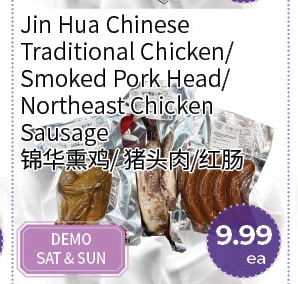 Jin Hua Chinese
Traditional Chicken/
Smoked Pork Head/
Northeast Chicken
Sausage
锦华熏鸡/ 猪头肉/红肠
DEMO
SAT & SUN
9.99
ea